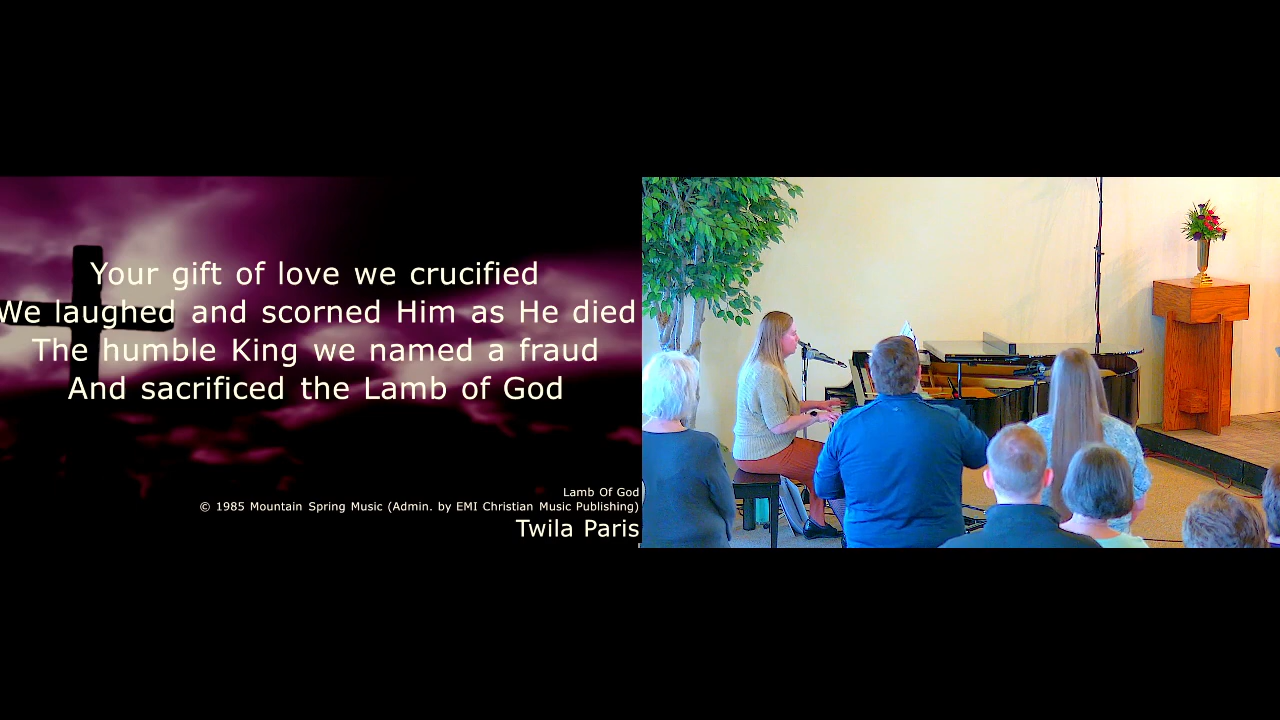 Your gift of love we crucified
We laughed and scorned Him as He died
The humble King we named a fraud
And sacrificed the Lamb of God
Lamb Of God
© 1985 Mountain Spring Music (Admin. by EMI Christian Music Publishing)
Twila Paris